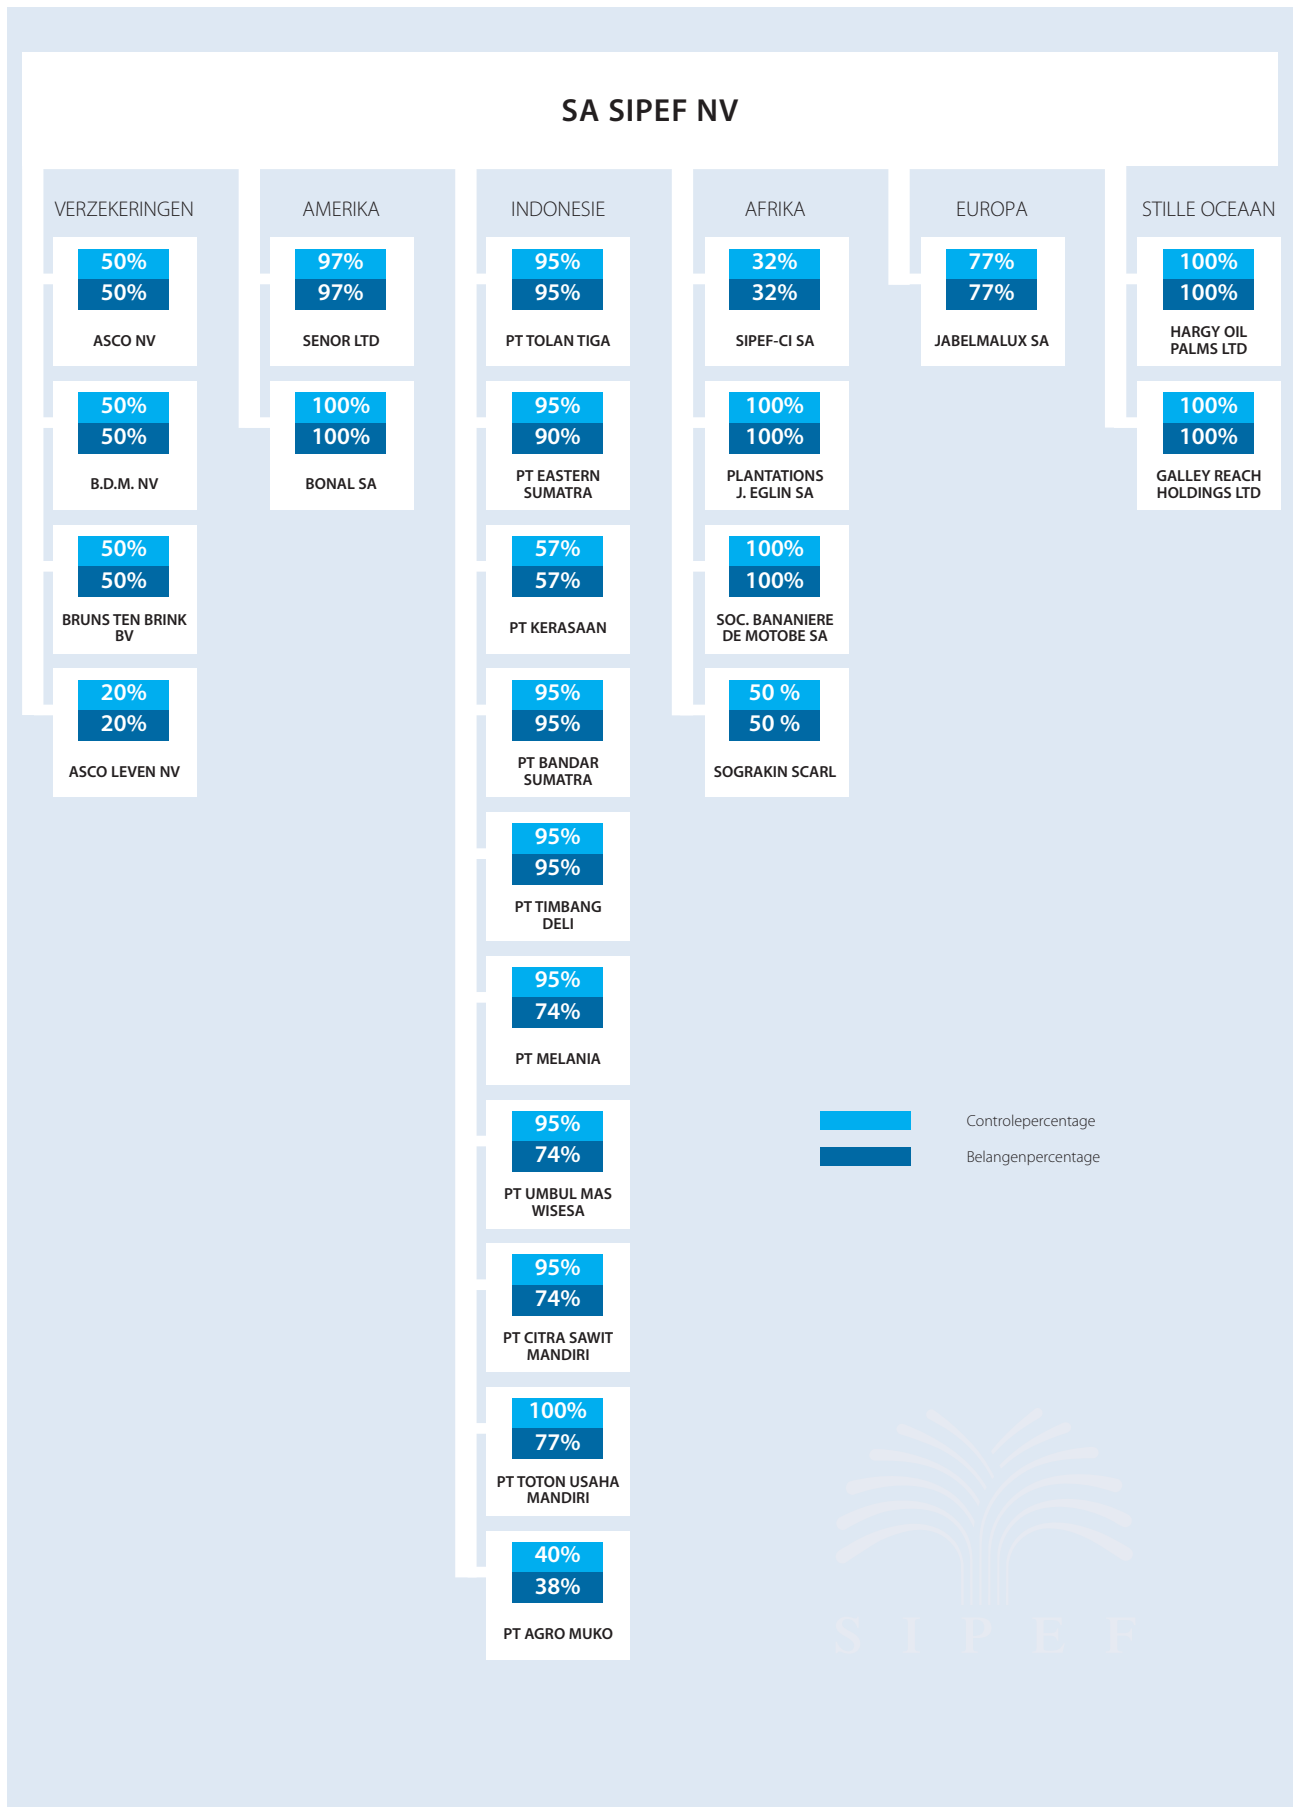 SA SIPEF NV
VERZEKERINGEN
50%
50%
ASCO NV
50%
50%
B.D.M. NV
50%
50%
BRUNS TEN BRINK
BV
20%
20%
ASCO LEVEN NV
AMERIKA
97%
97%
SENOR LTD
100%
100%
BONAL SA
INDONESIE
95%
95%
PT TOLAN TIGA
95%
90%
PT EASTERN
SUMATRA
57%
57%
PT KERASAAN
95%
95%
PT BANDAR
SUMATRA
95%
95%
PT TIMBANG
DELI
95%
74%
PT MELANIA
95%
74%
PT UMBUL MAS
WISESA
95%
74%
PT CITRA SAWIT
MANDIRI
100%
77%
PT TOTON USAHA
MANDIRI
40%
38%
PT AGRO MUKO
AFRIKA
32%
32%
SIPEF-CI SA
100%
100%
PLANTATIONS
J. EGLIN SA
100%
100%
SOC. BANANIERE
DE MOTOBE SA
50 %
50 %
SOGRAKIN SCARL
EUROPA
77%
77%
JABELMALUX SA
STILLE OCEAAN
100%
100%
HARGY OIL
PALMS LTD
100%
100%
GALLEY REACH
HOLDINGS LTD
Controlepercentage
Belangenpercentage
SIPEF